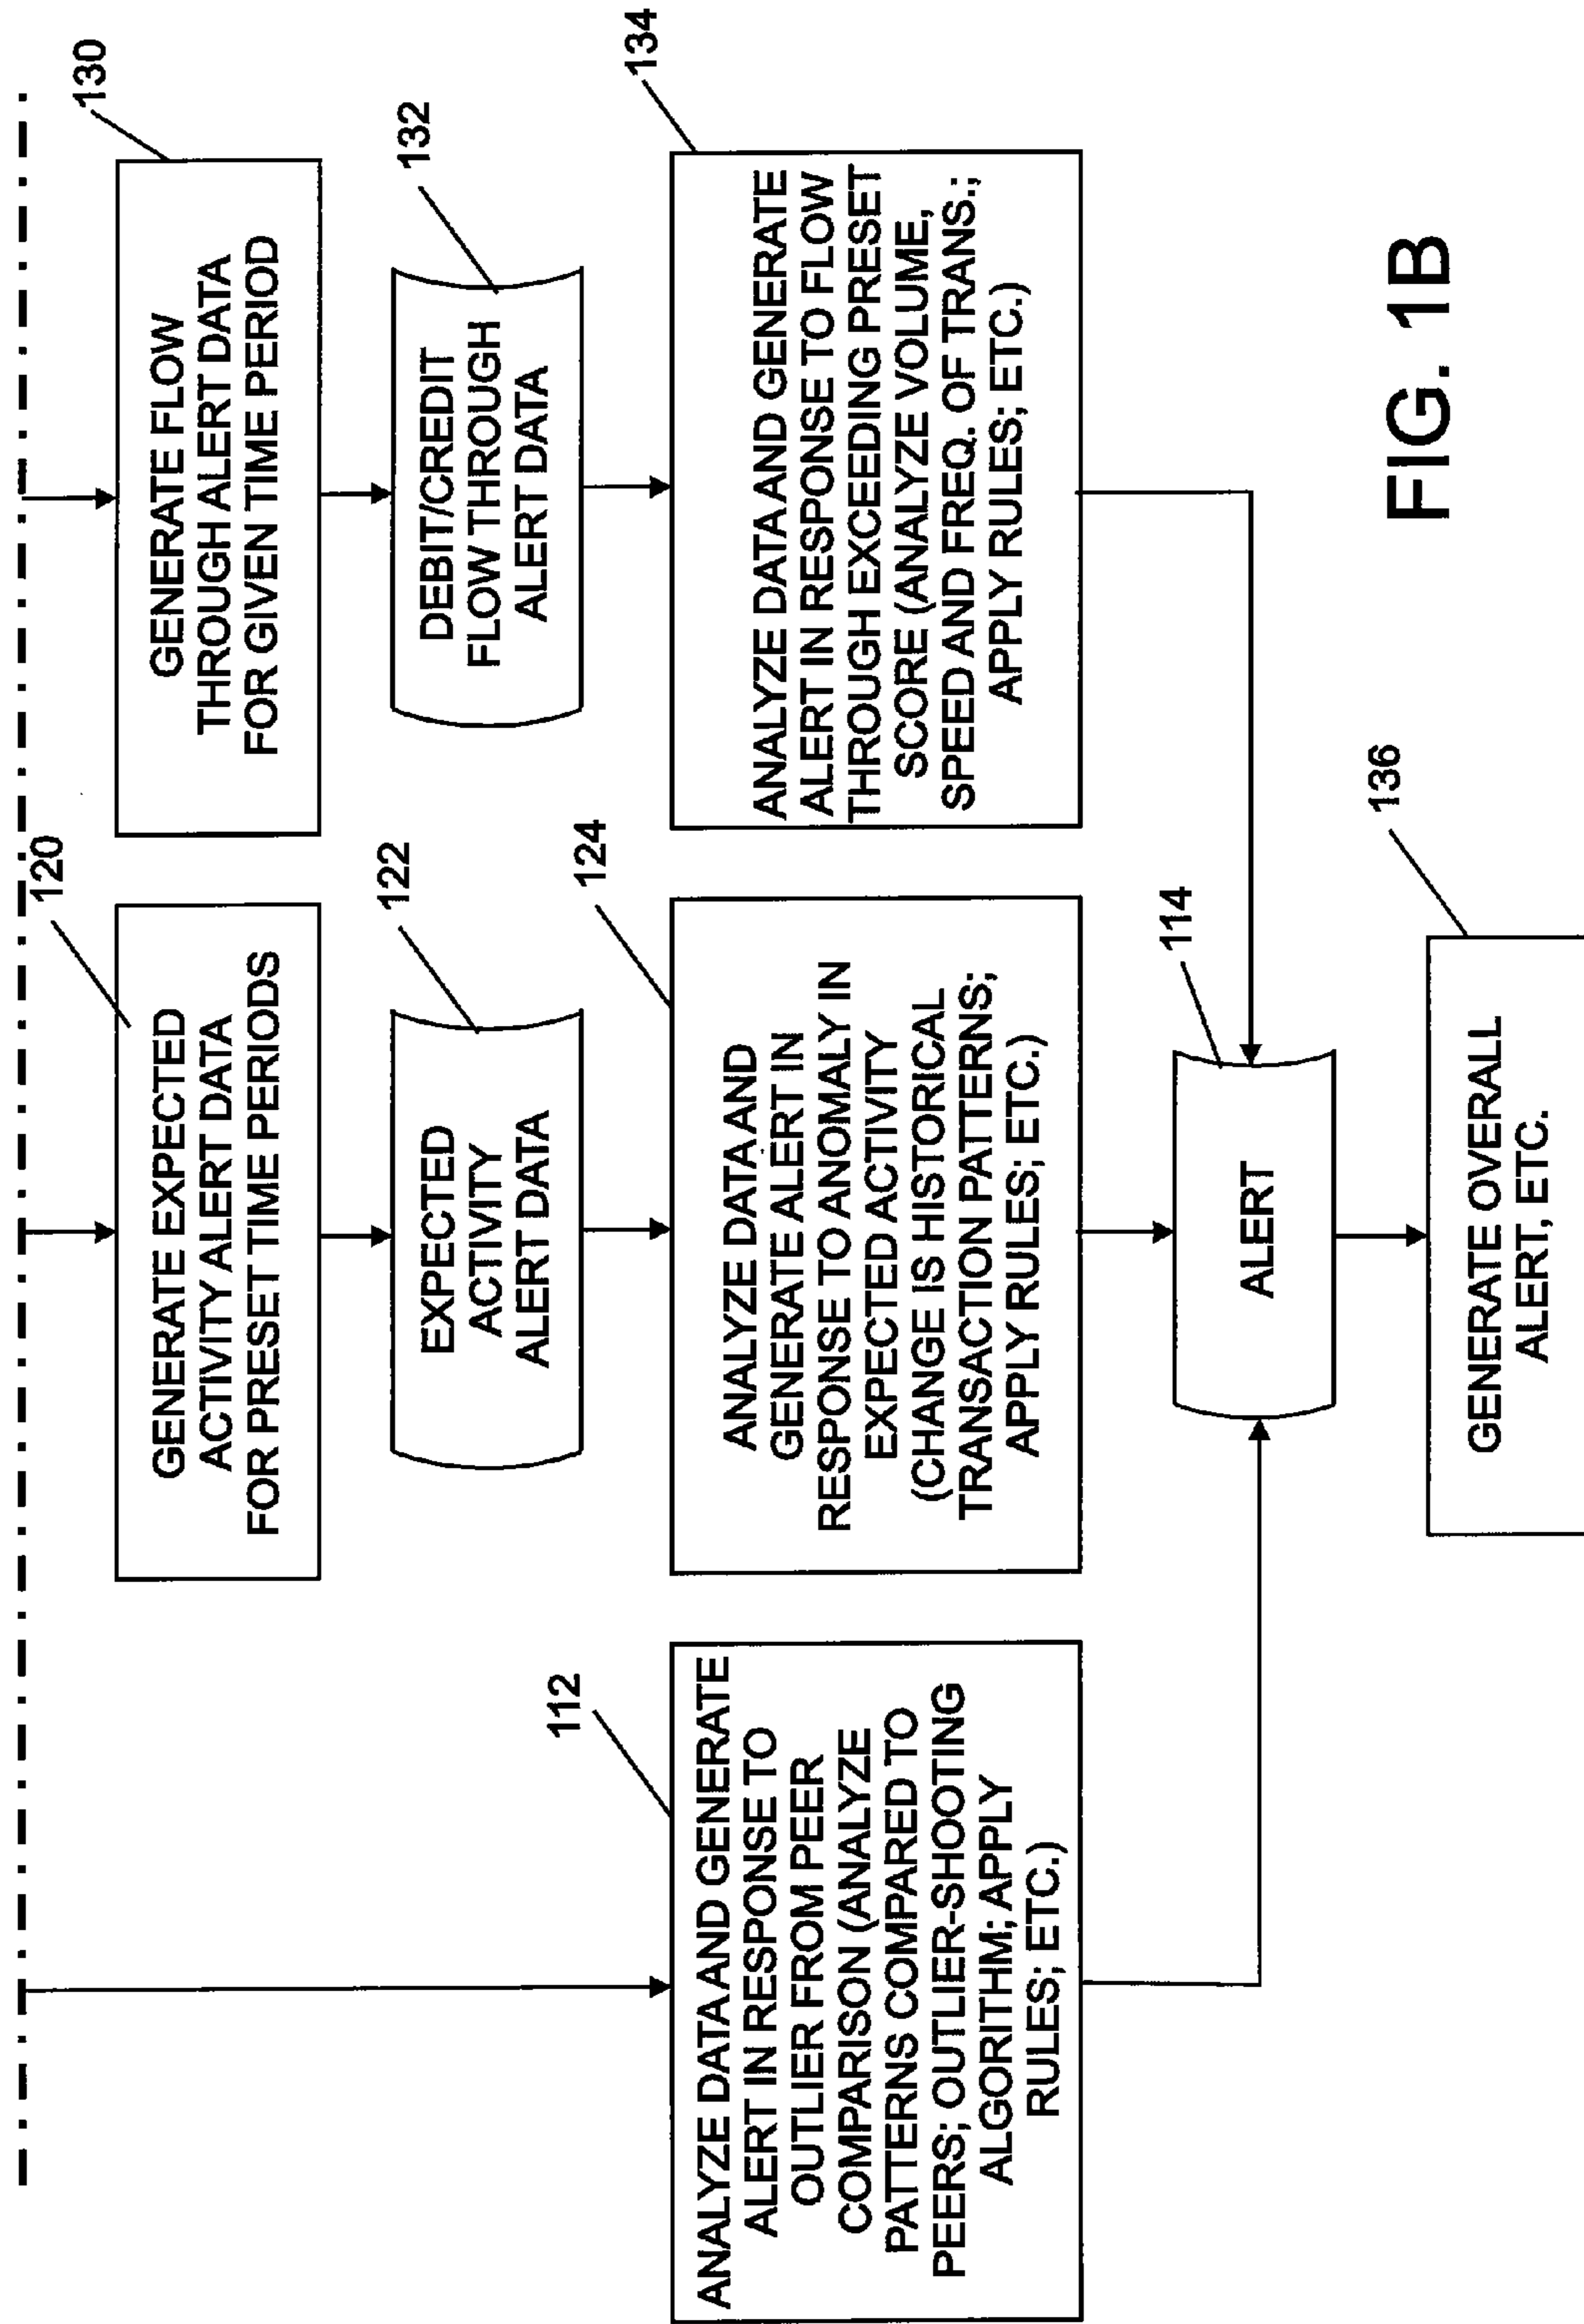 120
GENERATE EXPECTED
ACTIVITY ALERT DATA
FOR PRESET TIME PERIODS
130
GENERATE FLOW
THROUGH ALERT DATA
FOR GIVEN TIME PERIOD
122
EXPECTED
ACTIVITY
ALERT DATA
132
DEBIT/CREDIT
FLOW THROUGH
ALERT DATA
112
ANALYZE DATA AND GENERATE
ALERT IN RESPONSE TO
OUTLIER FROM PEER
COMPARISON (ANALYZE
PATTERNS COMPARED TO
PEERS; OUTLIER-SHOOTING
ALGORITHM; APPLY
RULES; ETC.)
124
ANALYZE DATA AND
GENERATE ALERT IN
RESPONSE TO ANOMALY IN
EXPECTED ACTIVITY
(CHANGE IS HISTORICAL
TRANSACTION PATTERNS;
APPLY RULES; ETC.)
134
ANALYZE DATA AND GENERATE
ALERT IN RESPONSE TO FLOW
THROUGH EXCEEDING PRESET
SCORE (ANALYZE VOLUME,
SPEED AND FREQ. OF TRANS.;
APPLY RULES; ETC.)
114
ALERT
136
GENERATE OVERALL
ALERT, ETC.
FIG. 1B